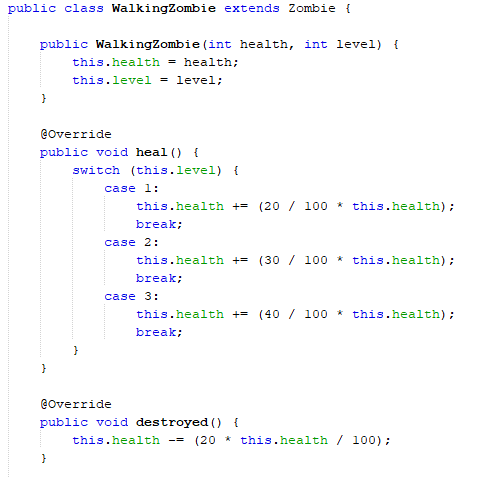 public class WalkingZombie extends Zombie {
public WalkingZombie(int health, int level) {
this.health = health;
this.level = level;
}
@Override
public void heal() {
switch (this.level) {
case 1:
this.health += (20 / 100 * this.health);
break;
case 2:
this.health += (30 / 100 * this.health);
break;
case 3:
this.health += (40 / 100 * this.health);
break;
}
}
@Override
public void destroyed() {
this.health -= (20 * this.health / 100);
}